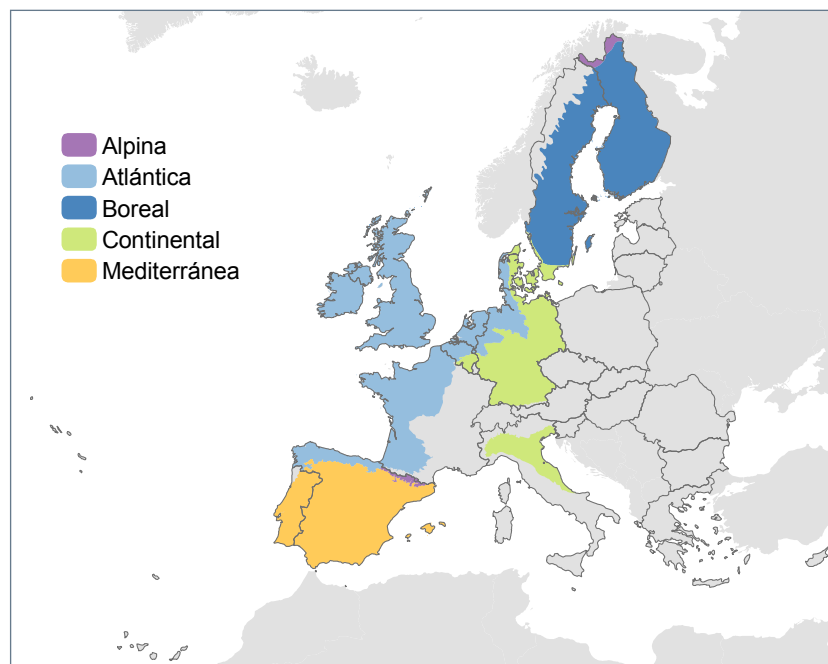 Alpina
Atlántica
Boreal
Continental
Mediterránea